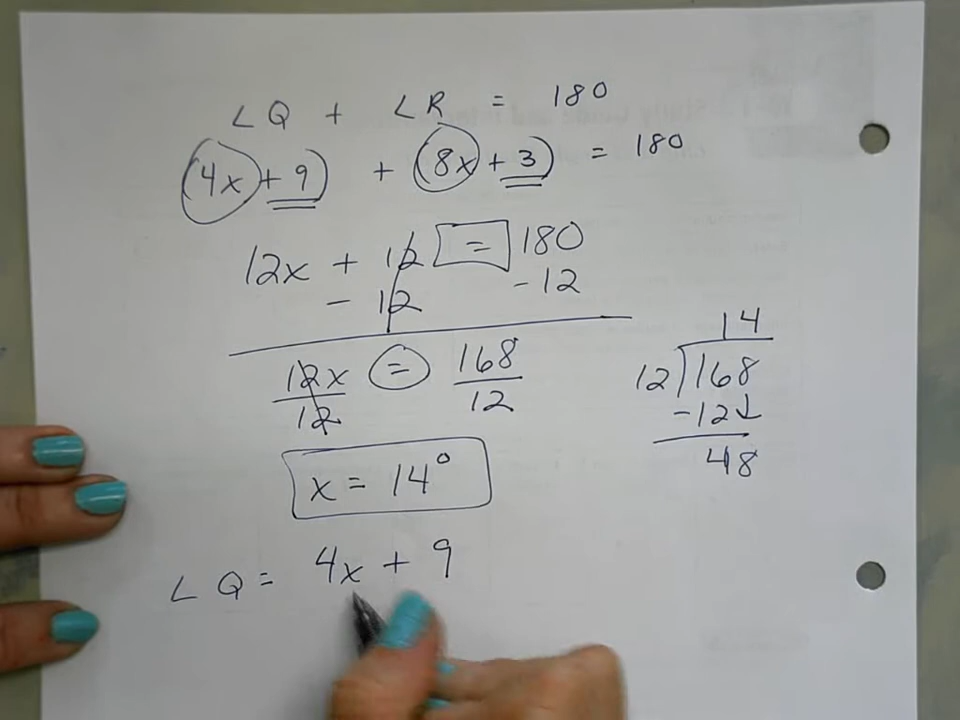 ∠Q + ∠R = 180
(4x + 9) + (8x + 3) = 180
12x + 12 = 180
- 12 - 12
12x = 168
12 12
x = 14°
∠Q = 4x + 9
14
12)168
-12↓
48